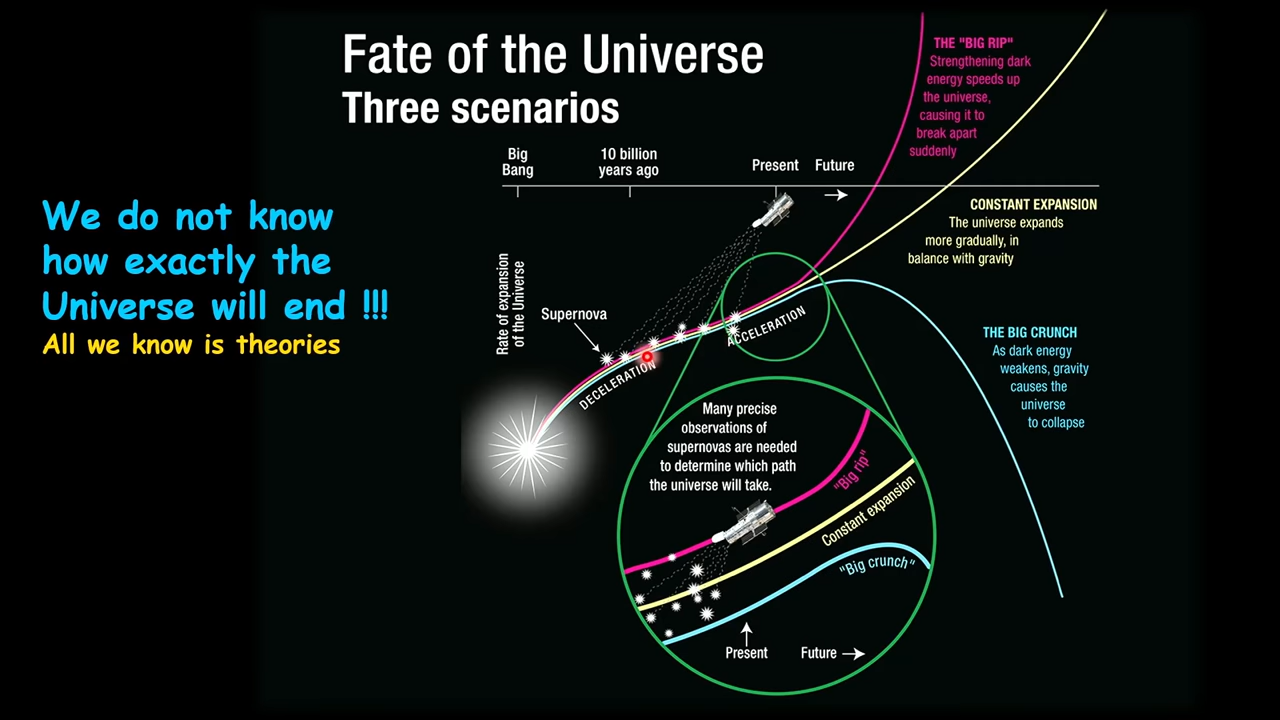 Fate of the Universe
Three scenarios
We do not know
how exactly the
Universe will end !!!
All we know is theories
Big
Bang
10 billion
years ago
Present
Future
Rate of expansion
of the Universe
Supernova
DECELERATION
ACCELERATION
THE "BIG RIP"
Strengthening dark
energy speeds up
the universe,
causing it to
break apart
suddenly
CONSTANT EXPANSION
The universe expands
more gradually, in
balance with gravity
THE BIG CRUNCH
As dark energy
weakens, gravity
causes the
universe
to collapse
Many precise
observations of
supernovas are needed
to determine which path
the universe will take.
"Big rip"
Constant expansion
"Big crunch"
Present
Future